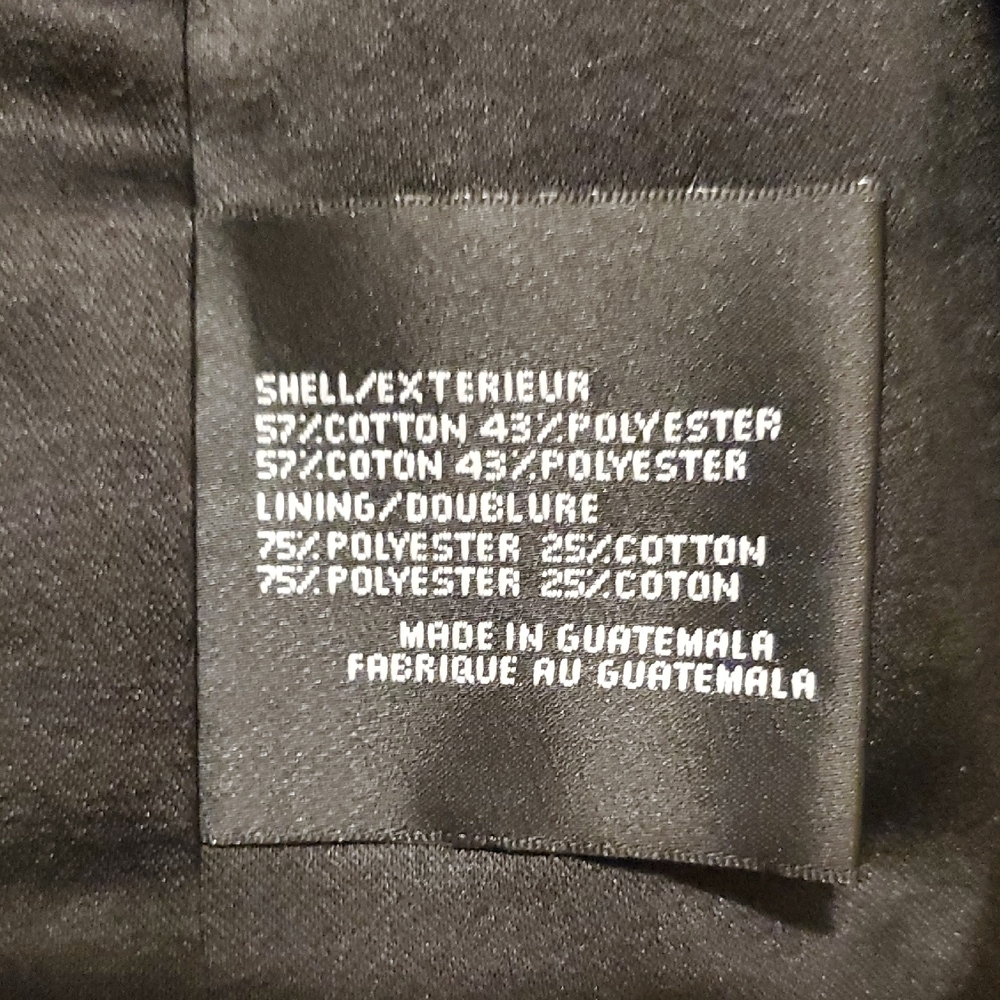 SHELL/EXTERIEUR
57%COTTON 43%POLYESTER
57%COTON 43%POLYESTER
LINING/DOUBLURE
75%POLYESTER 25%COTTON
75%POLYESTER 25%COTON
MADE IN GUATEMALA
FABRIQUE AU GUATEMALA